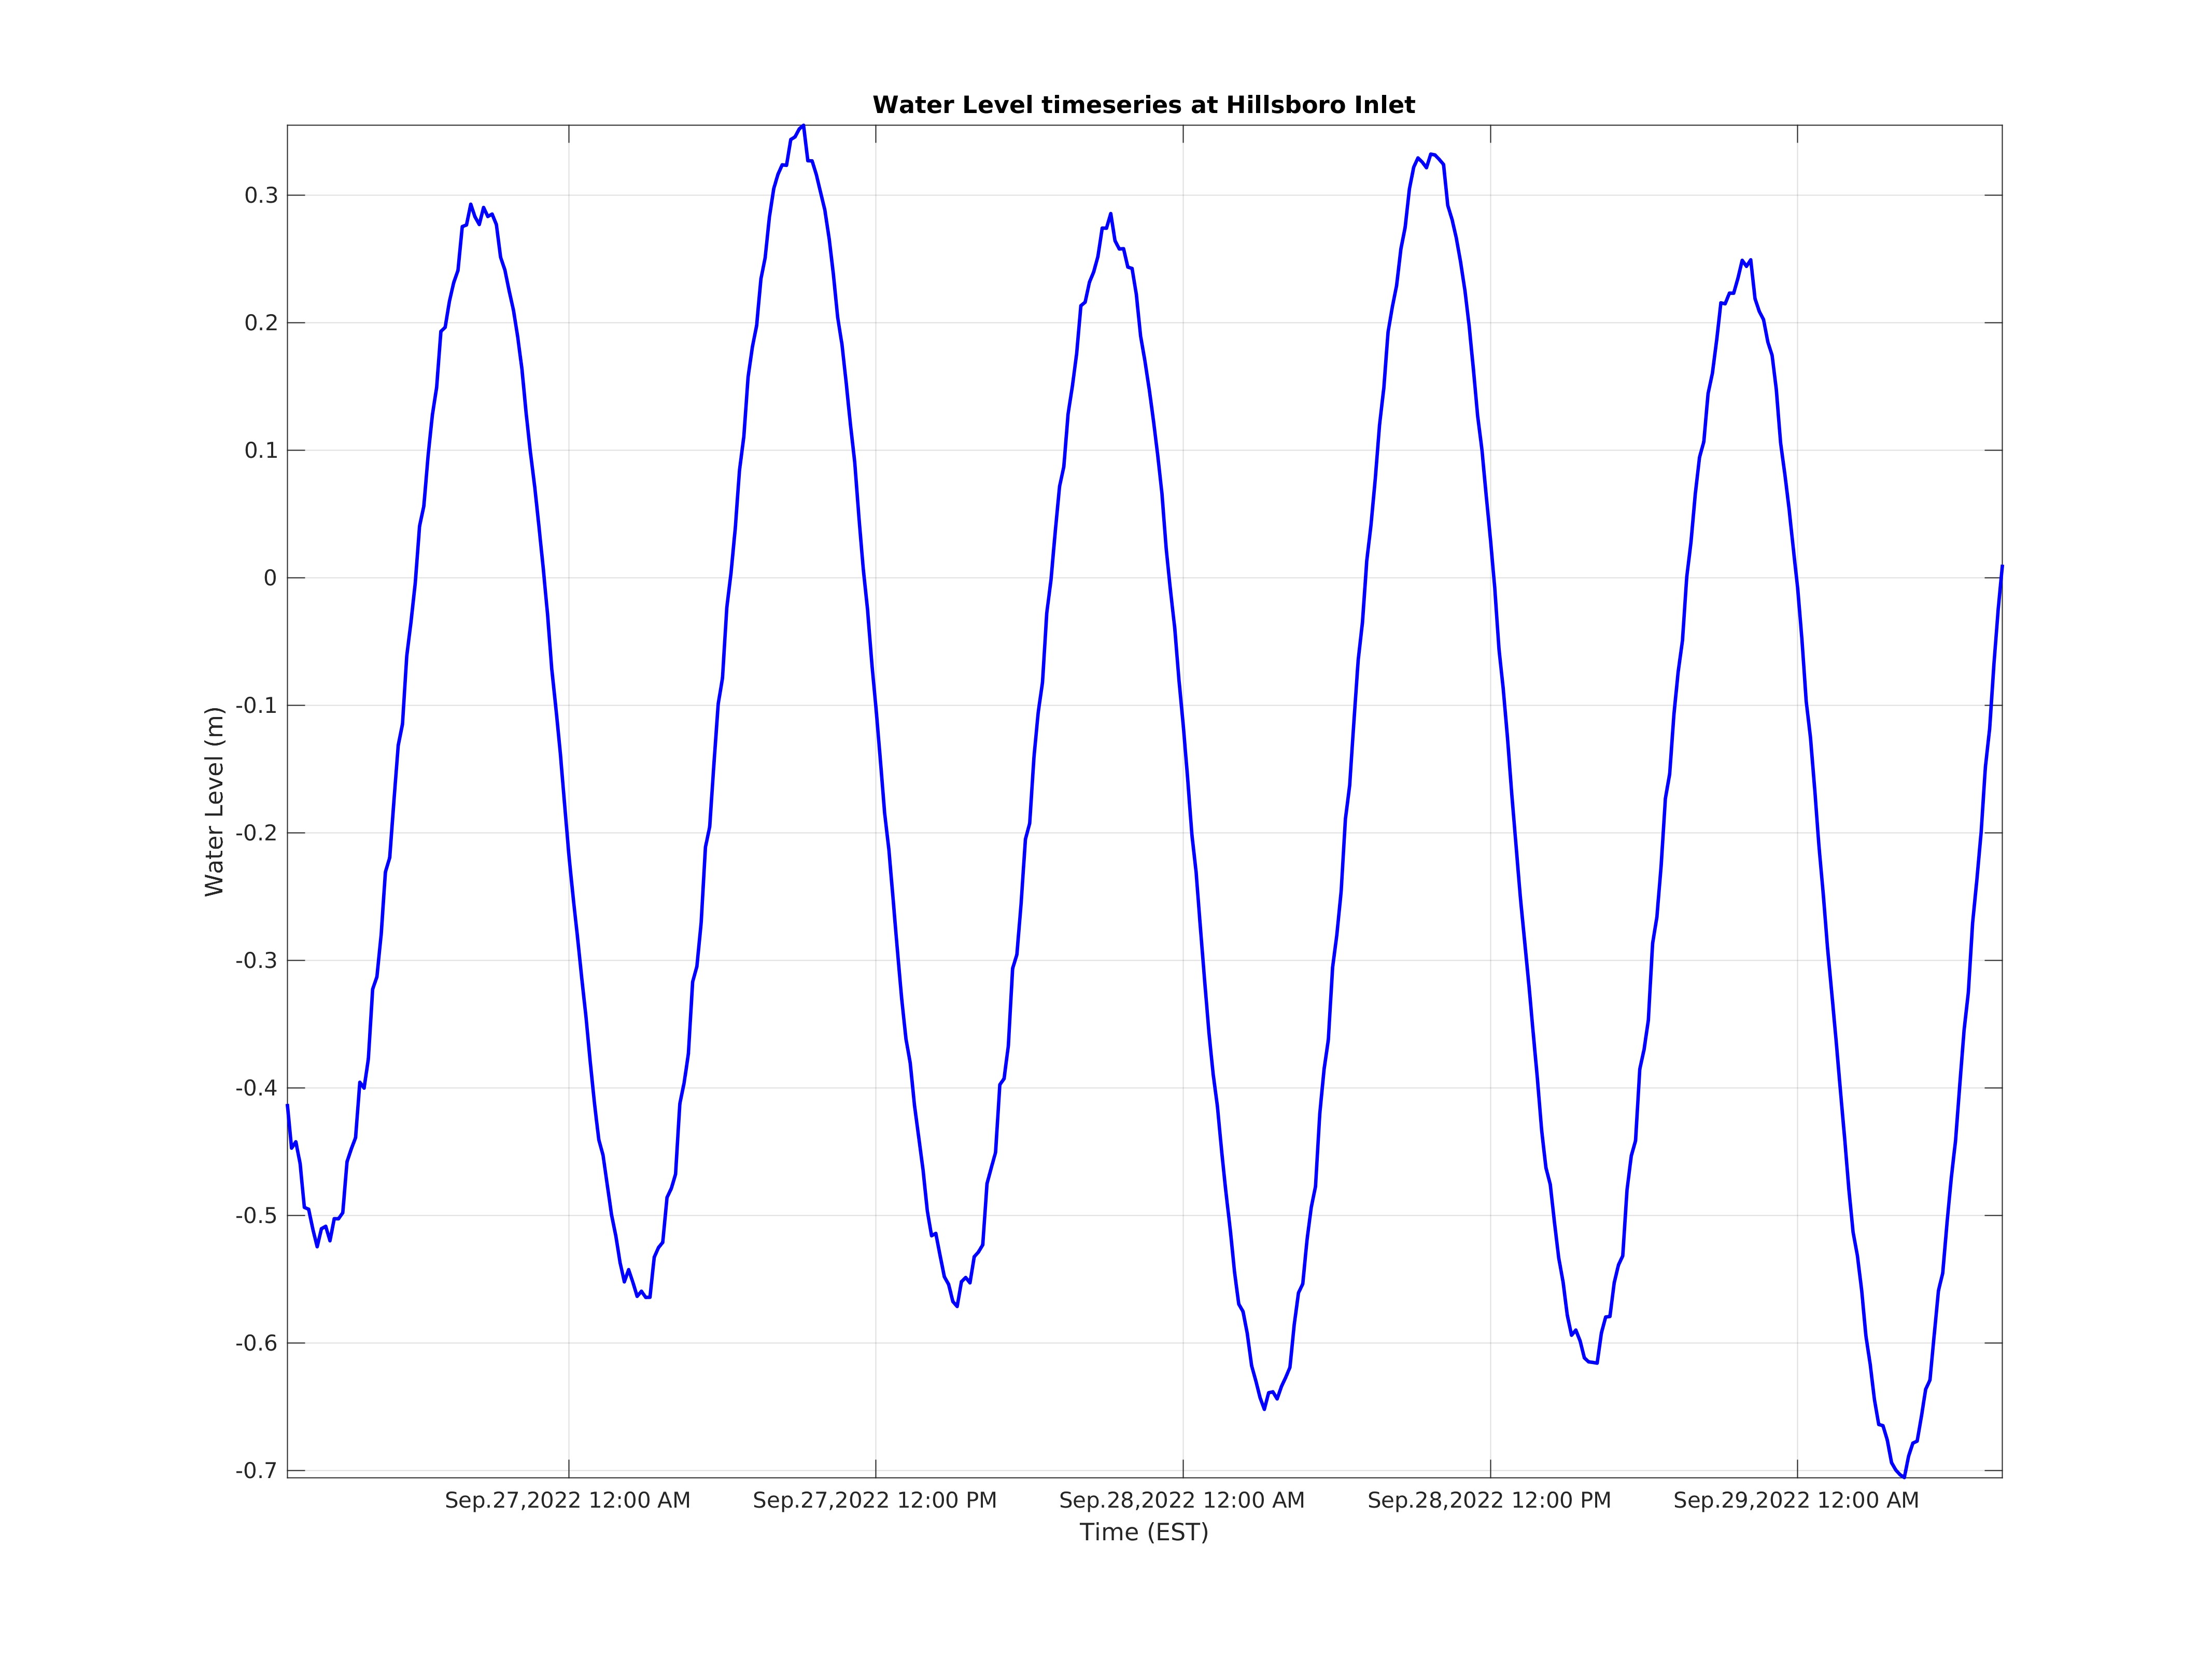 Water Level timeseries at Hillsboro Inlet
0.3
0.2
0.1
0
-0.1
-0.2
-0.3
-0.4
-0.5
-0.6
-0.7
Water Level (m)
Sep.27,2022 12:00 AM
Sep.27,2022 12:00 PM
Sep.28,2022 12:00 AM
Sep.28,2022 12:00 PM
Sep.29,2022 12:00 AM
Time (EST)